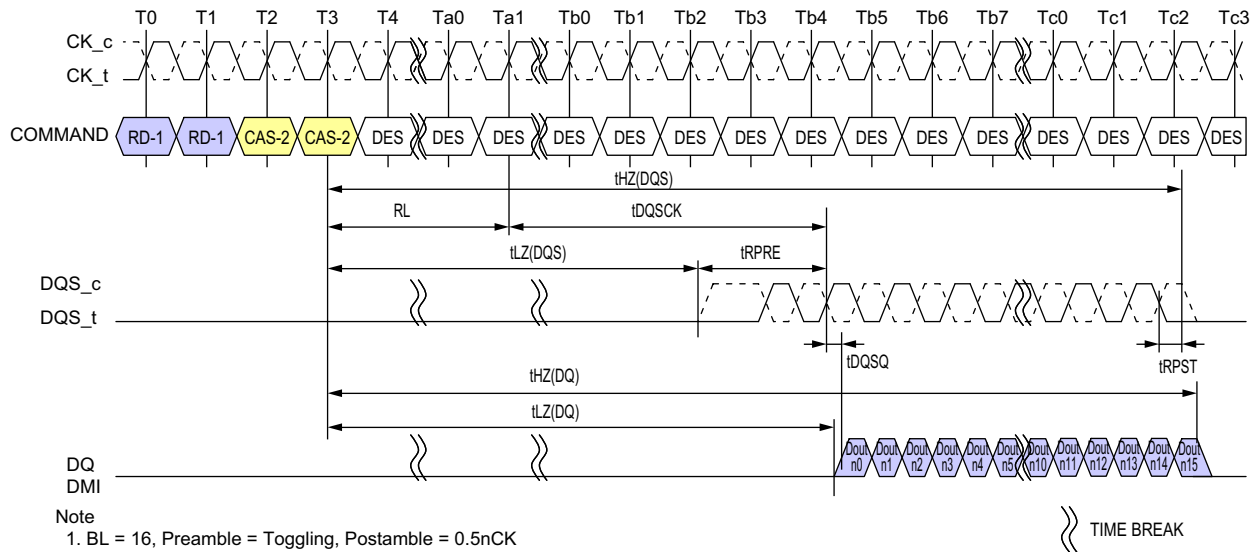 T0 T1 T2 T3 T4 Ta0 Ta1 Tb0 Tb1 Tb2 Tb3 Tb4 Tb5 Tb6 Tb7 Tc0 Tc1 Tc2 Tc3
CK_c
CK_t
COMMAND RD-1 RD-1 CAS-2 CAS-2 DES DES DES DES DES DES DES DES DES DES DES DES DES DES DES
tHZ(DQS)
RL tDQSCK
tLZ(DQS) tRPRE
DQS_c
DQS_t
tDQSQ tRPST
tHZ(DQ)
tLZ(DQ)
Dout Dout Dout Dout Dout Dout Dout Dout Dout Dout Dout Dout
n0 n1 n2 n3 n4 n5 n10 n11 n12 n13 n14 n15
DQ
DMI
Note
1. BL = 16, Preamble = Toggling, Postamble = 0.5nCK
TIME BREAK